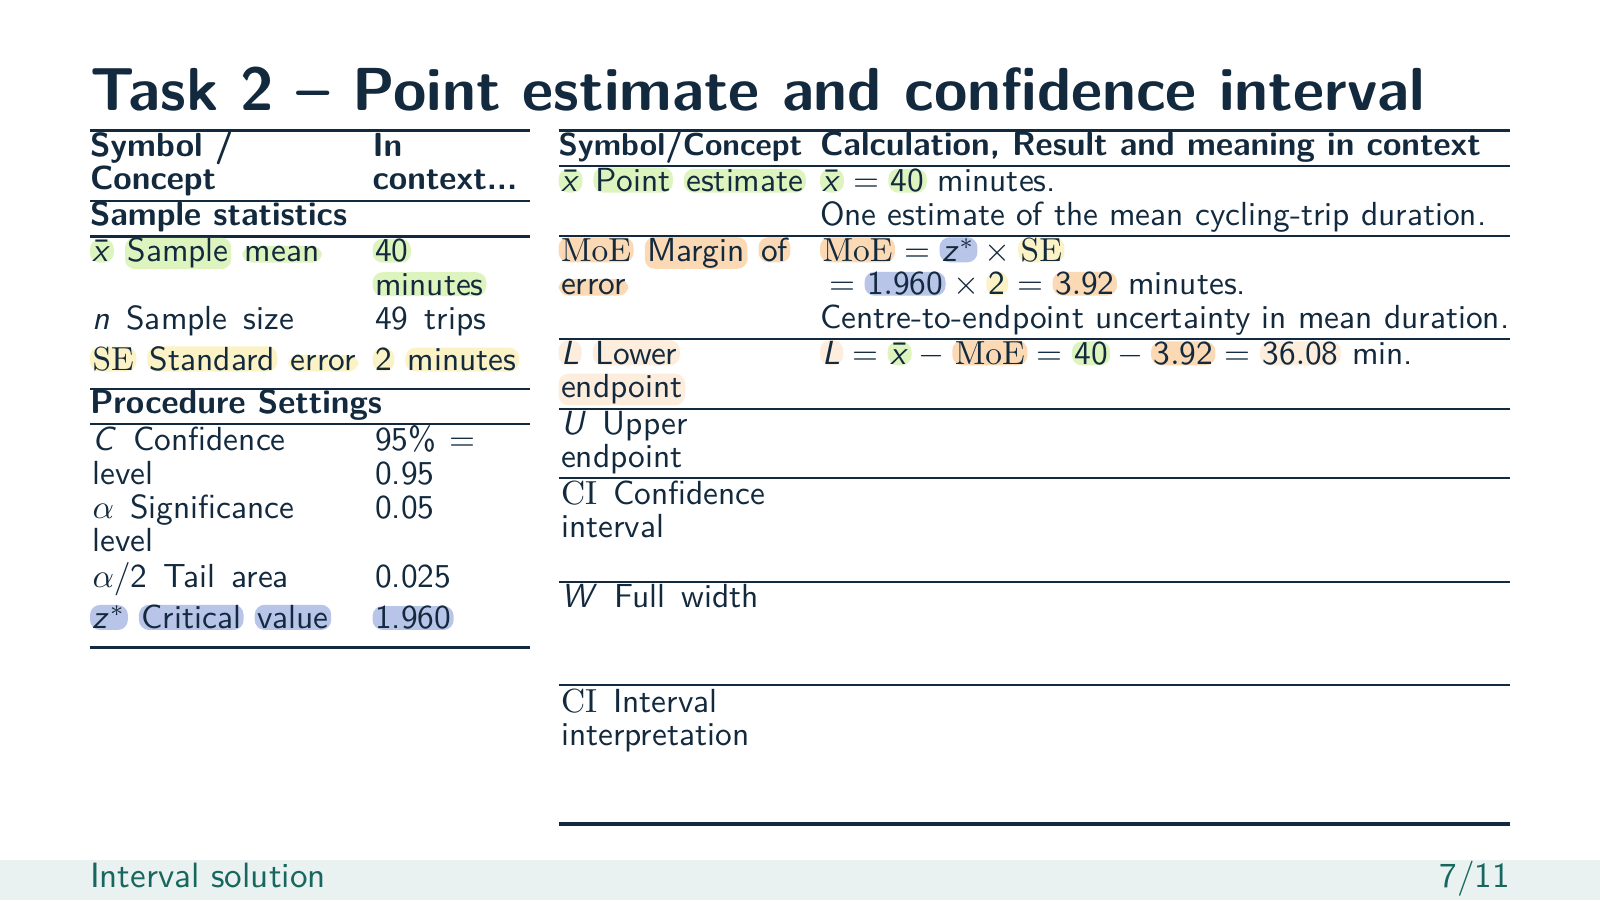 Task 2 – Point estimate and confidence interval
Symbol /
Concept
In
context...
Sample statistics
x̄ Sample mean
40
minutes
n Sample size
49 trips
SE Standard error
2 minutes
Procedure Settings
C Confidence
level
95% =
0.95
α Significance
level
0.05
α/2 Tail area
0.025
z* Critical value
1.960
Symbol/Concept
Calculation, Result and meaning in context
x̄ Point estimate
x̄ = 40 minutes.
One estimate of the mean cycling-trip duration.
MoE Margin of
error
MoE = z* × SE
= 1.960 × 2 = 3.92 minutes.
Centre-to-endpoint uncertainty in mean duration.
L Lower
endpoint
L = x̄ − MoE = 40 − 3.92 = 36.08 min.
U Upper
endpoint
CI Confidence
interval
W Full width
CI Interval
interpretation
Interval solution
7/11